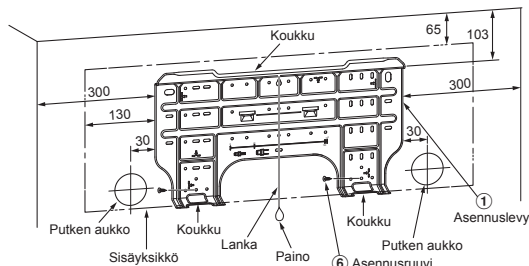 65
103
Koukku
300
300
130
30
30
1
Asennuslevy
Putken aukko
Koukku
Lanka
Koukku
Putken aukko
Sisäyksikkö
Paino
6 Asennusruuvi